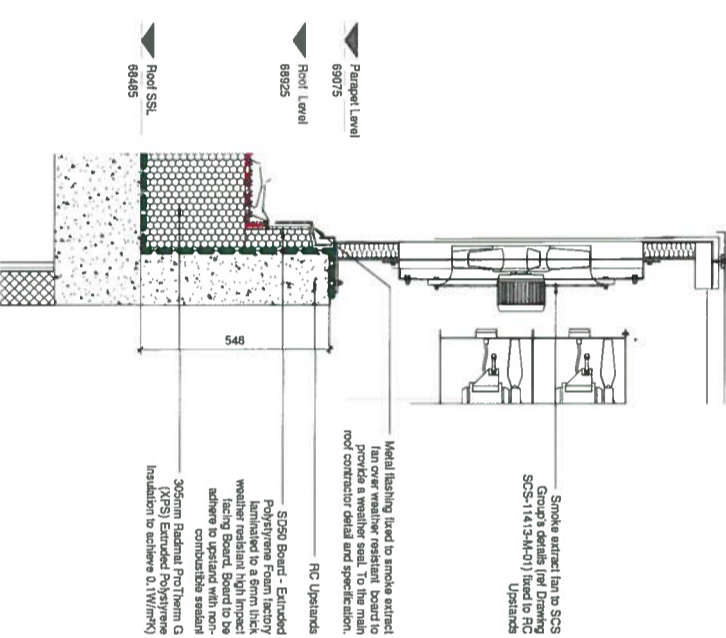 Parapet Level
69075
Roof Level
68925
Roof SSL
68485
548
Smoke extract fan to SCS
Group's details (ref Drawing
SCS-11413-M-01) fixed to RC
Upstands
Metal flashing fixed to smoke extract
fan over weather resistant board to
provide a weather seal. To the main
roof contractor detail and specification.
RC Upstands
SD50 Board - Extruded
Polystyrene Foam factory
laminated to a 6mm thick
weather resistant high impact
facing Board. Board to be
adhere to upstand with non-
combustible sealant
305mm Radmat ProTherm G
(XPS) Extruded Polystyrene
Insulation to achieve 0.1W/m²K)